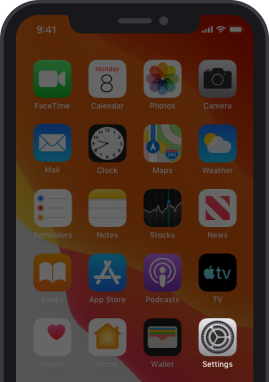 9:41
Monday
8
FaceTime Calendar Photos Camera
280
Mail Clock Maps Weather
Reminders Notes Stocks News
tv
Books App Store Podcasts TV
Health Home Wallet Settings